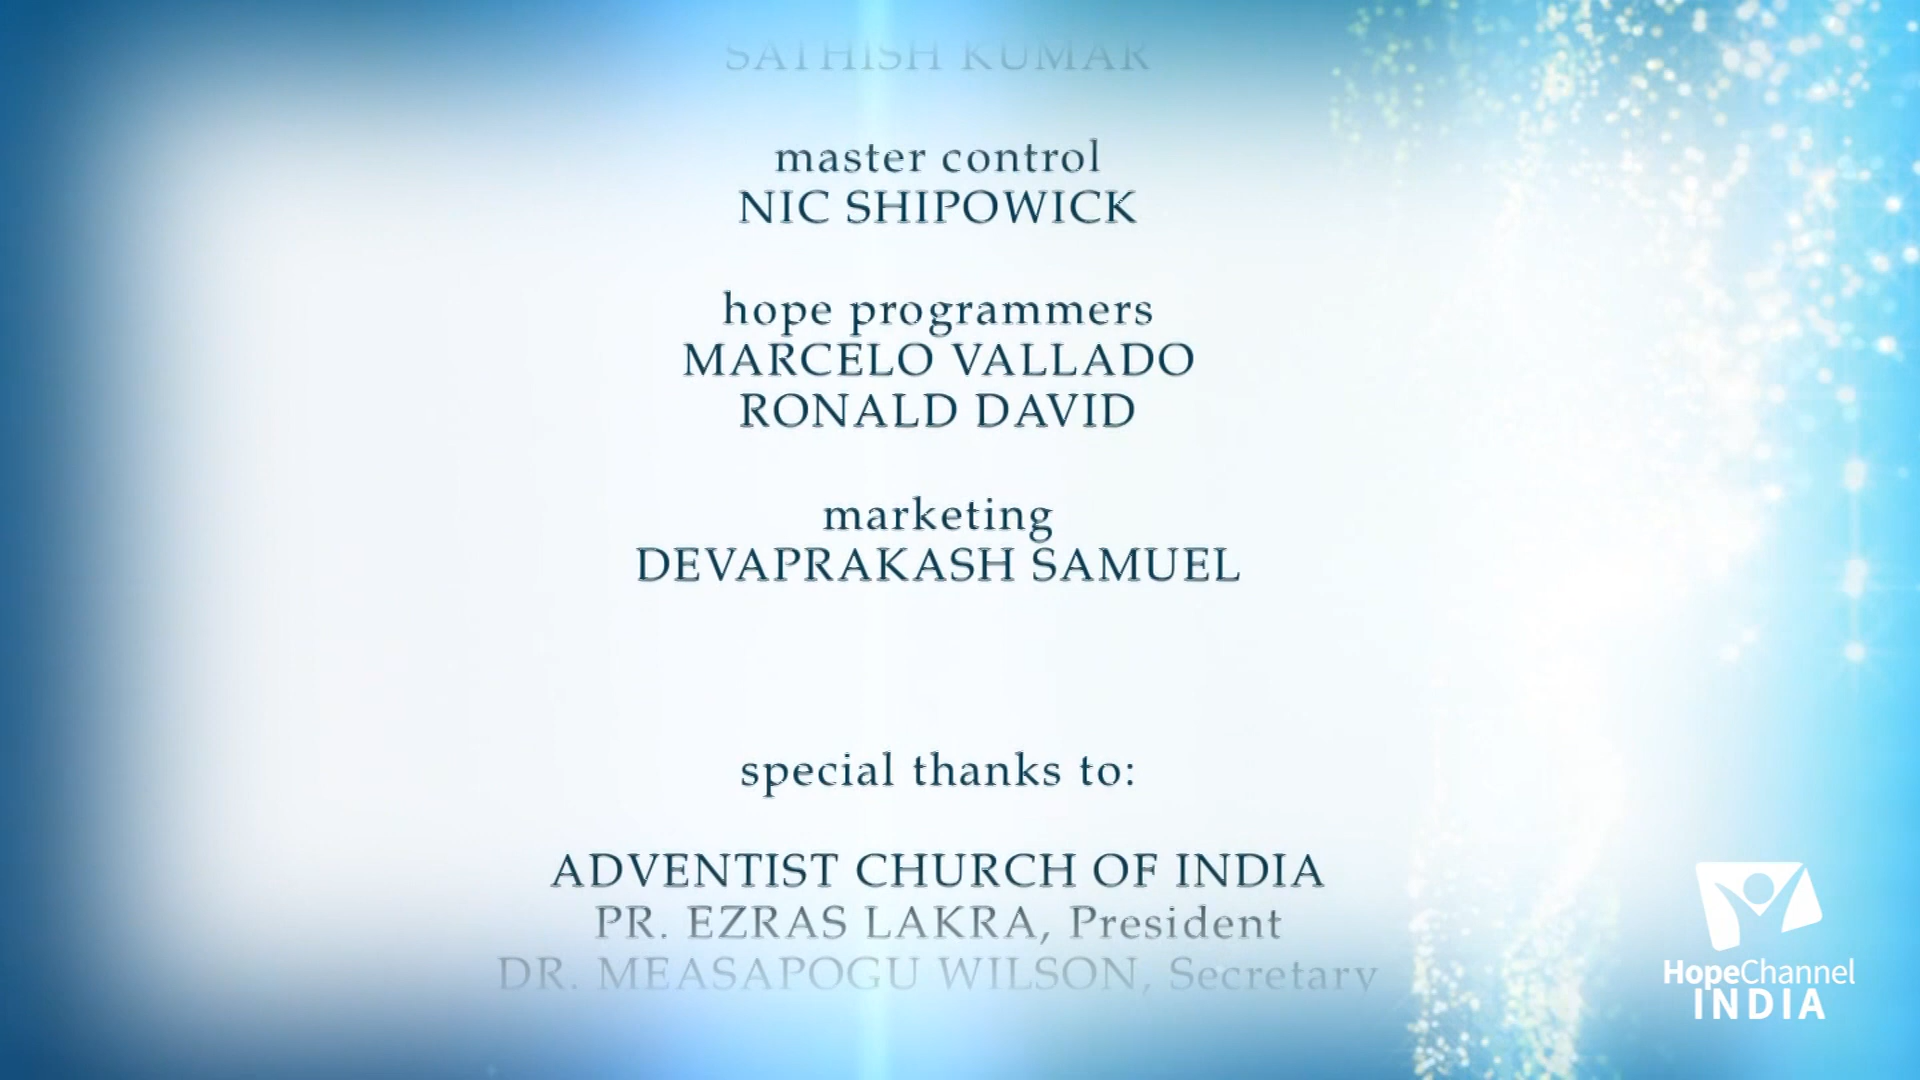 SATHISH KUMAR
master control
NIC SHIPOWICK
hope programmers
MARCELO VALLADO
RONALD DAVID
marketing
DEVAPRAKASH SAMUEL
special thanks to:
ADVENTIST CHURCH OF INDIA
PR. EZRAS LAKRA, President
DR. MEASAPOGU WILSON, Secretary
HopeChannel
INDIA